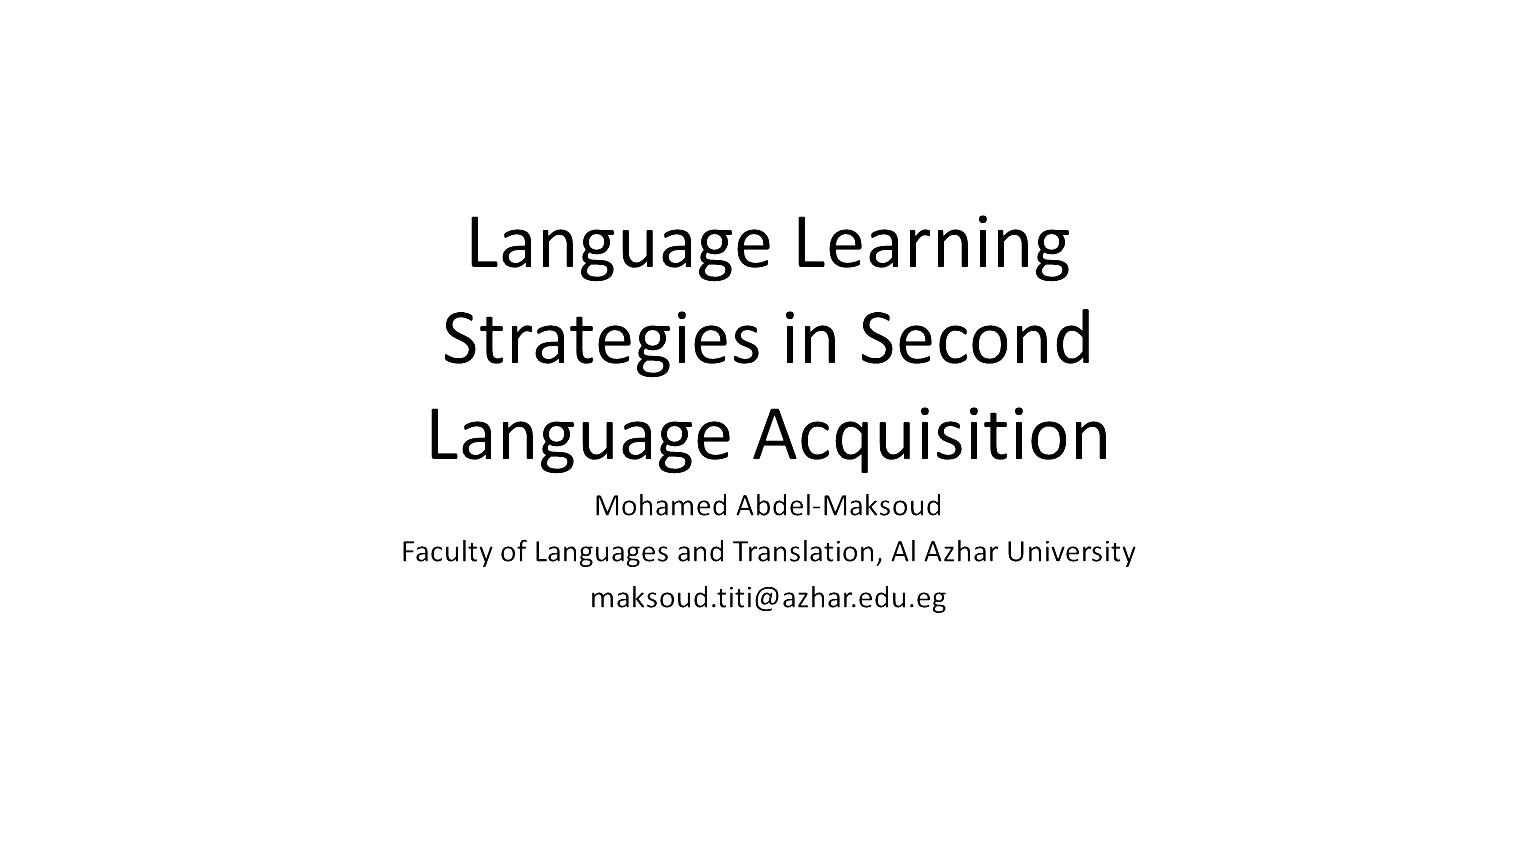 Language Learning
Strategies in Second
Language Acquisition
Mohamed Abdel-Maksoud
Faculty of Languages and Translation, Al Azhar University
maksoud.titi@azhar.edu.eg